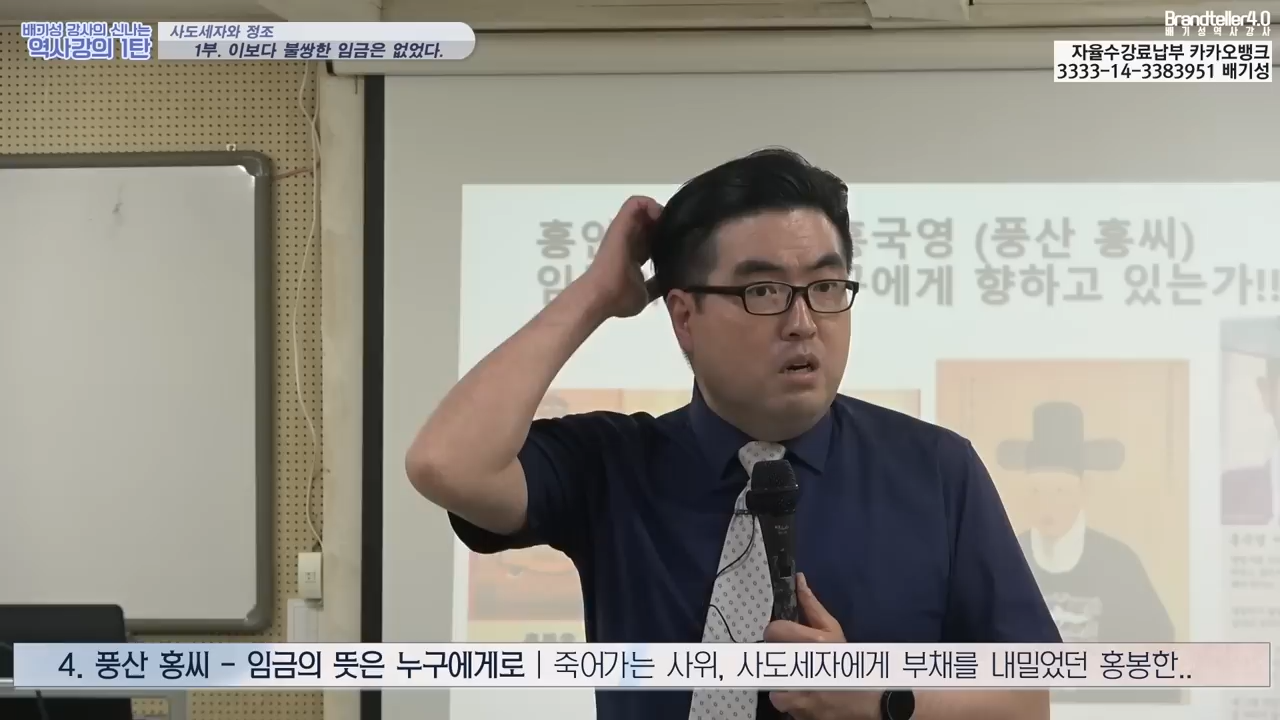 배기성 강사의 신나는
역사강의 1탄
사도세자와 정조
1부. 이보다 불쌍한 임금은 없었다.
Brandteller4.0
배기성역사강사
자율수강료납부 카카오뱅크
3333-14-3383951 배기성
국영 (풍산 홍씨)
에게 향하고 있는가!!
4. 풍산 홍씨 - 임금의 뜻은 누구에게로 | 죽어가는 사위, 사도세자에게 부채를 내밀었던 홍봉한..